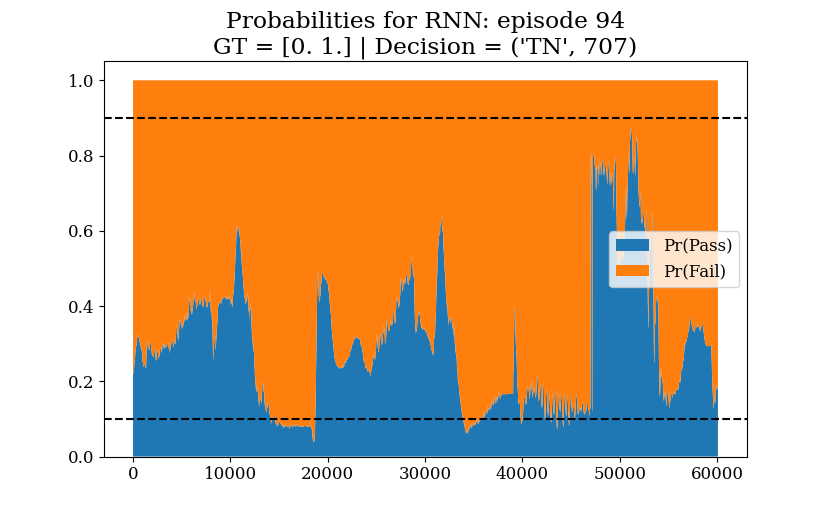 Probabilities for RNN: episode 94
GT = [0. 1.] | Decision = ('TN', 707)
1.0
0.8
0.6
0.4
0.2
0.0
Pr(Pass)
Pr(Fail)
0 10000 20000 30000 40000 50000 60000